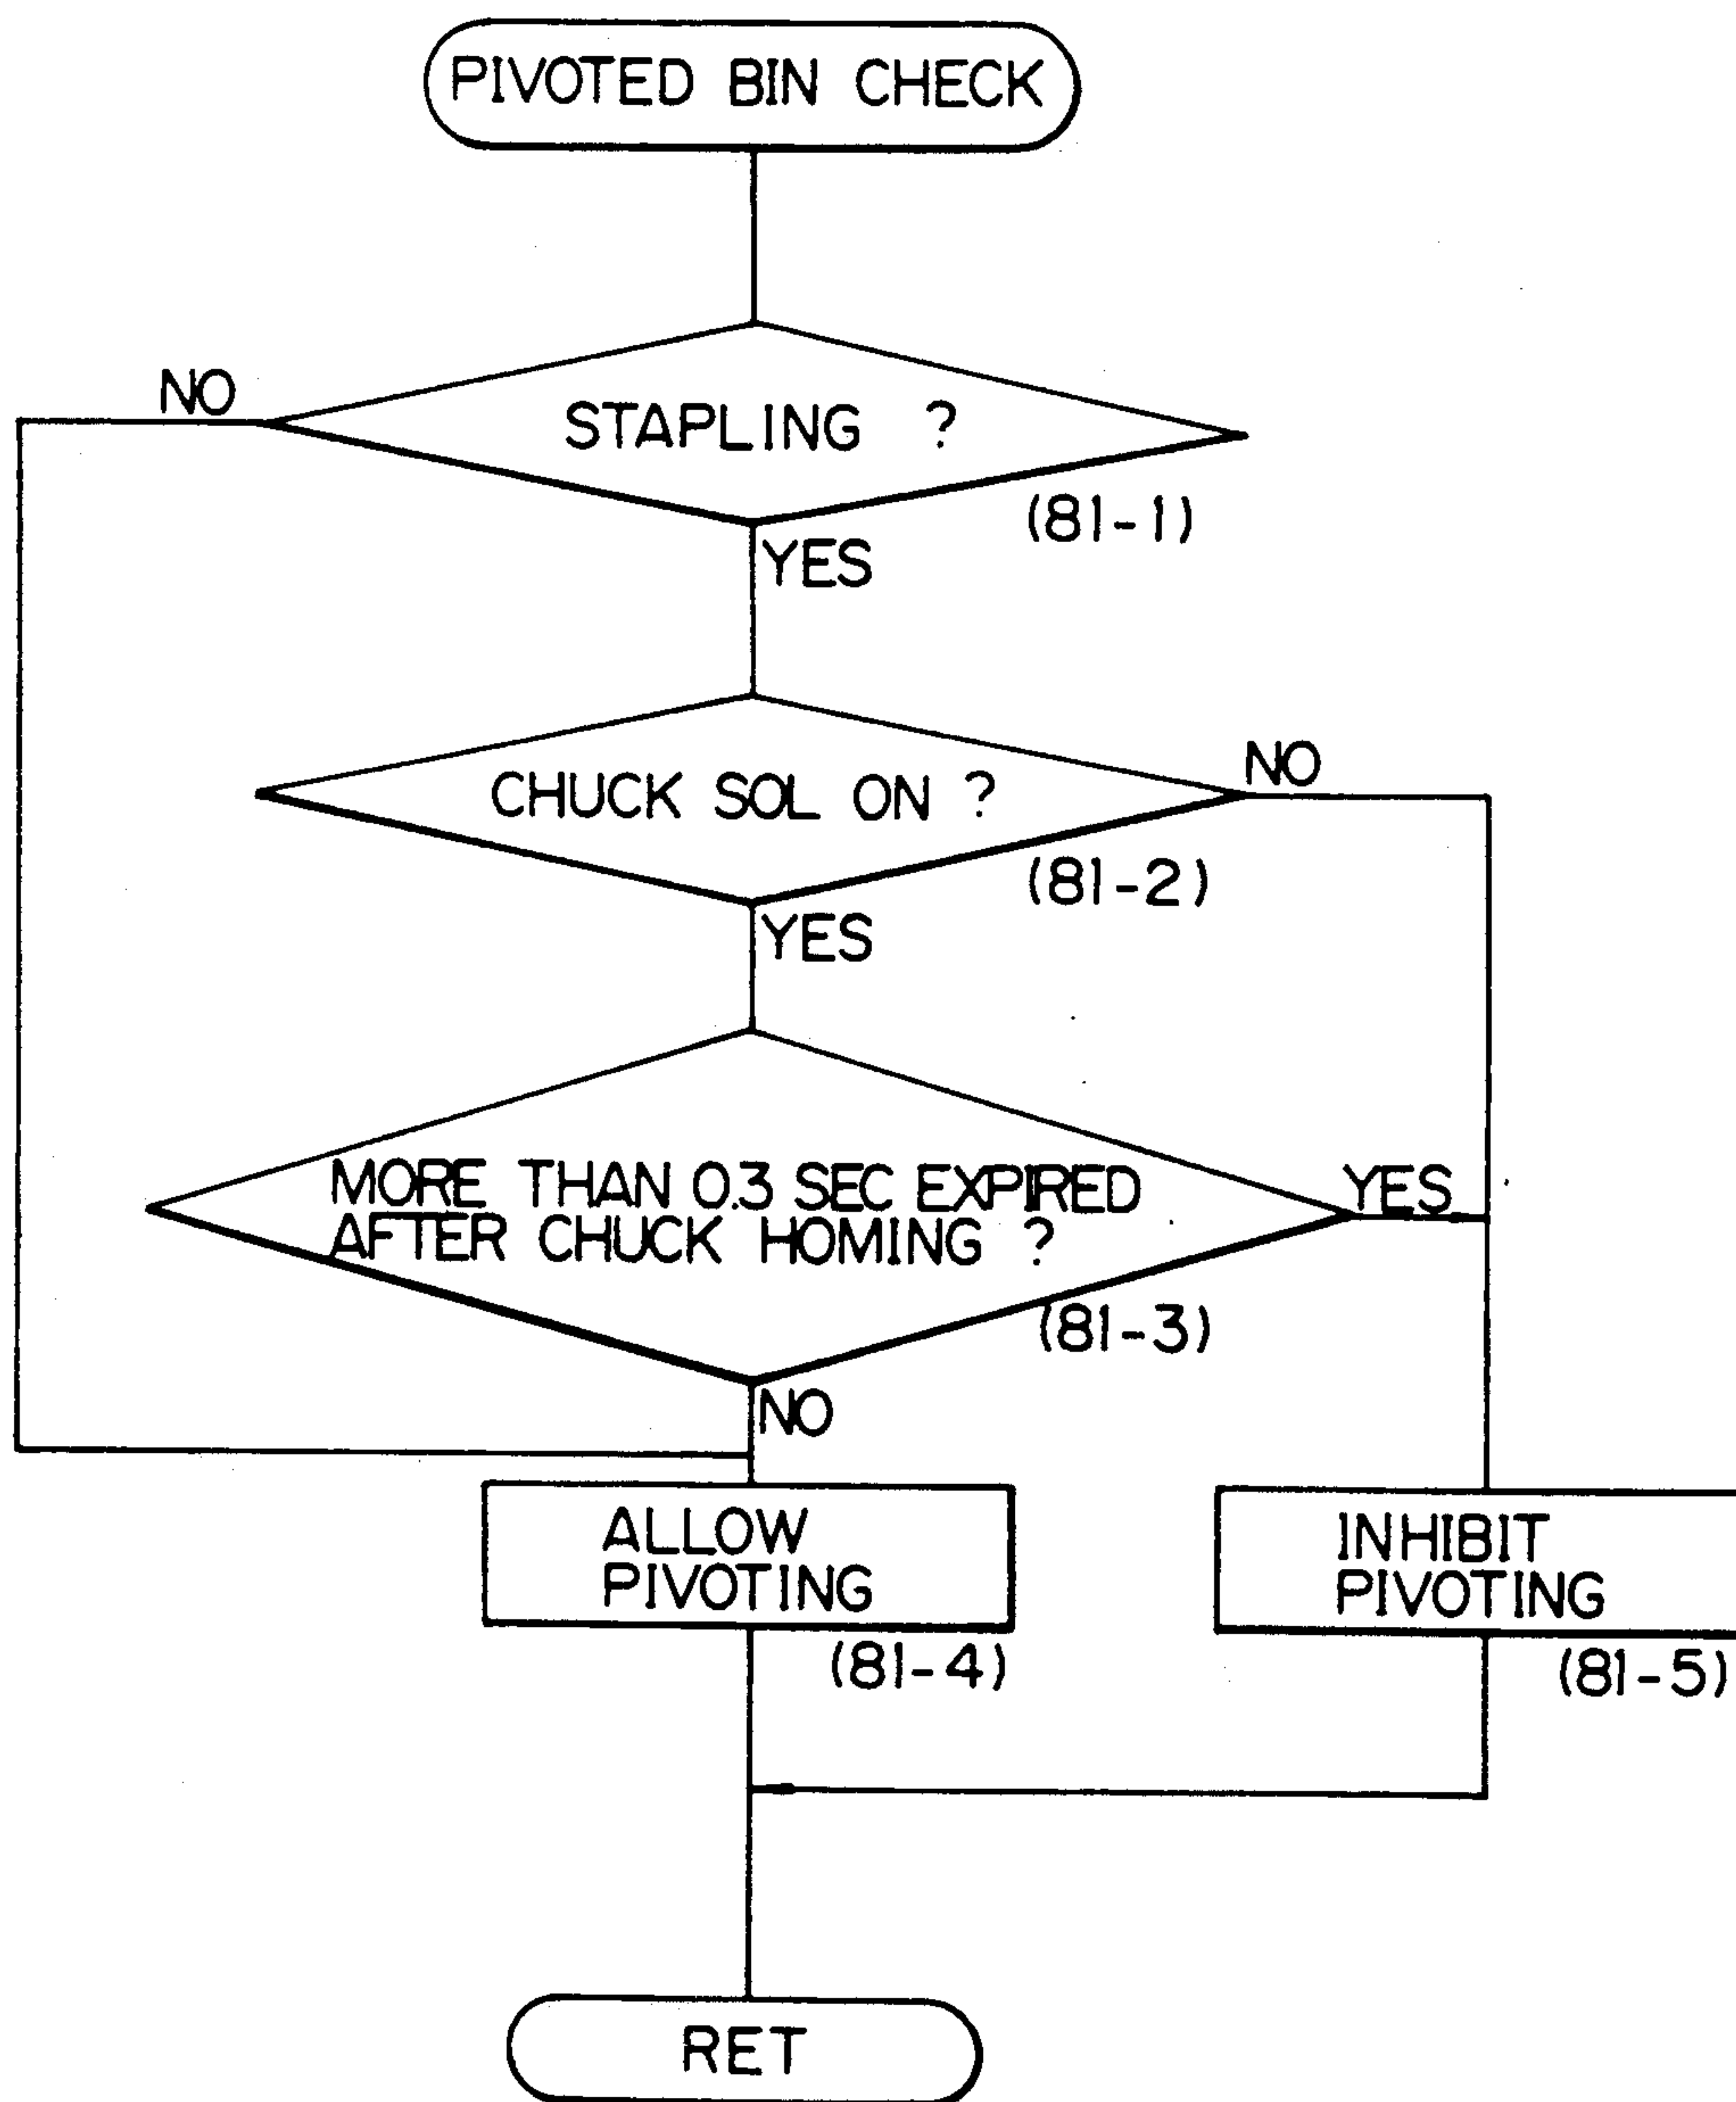 PIVOTED BIN CHECK
NO
STAPLING ?
(81-1)
YES
CHUCK SOL ON ?
NO
(81-2)
YES
MORE THAN 0.3 SEC EXPIRED
AFTER CHUCK HOMING ?
YES
(81-3)
NO
ALLOW
PIVOTING
(81-4)
INHIBIT
PIVOTING
(81-5)
RET